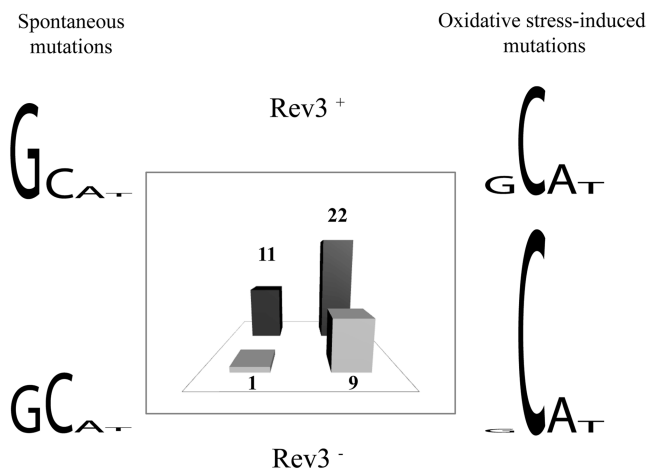 Spontaneous
mutations
Oxidative stress-induced
mutations
Rev3 +
GCAT
GCAT
22
11
1
9
GCAT
GCAT
Rev3 -